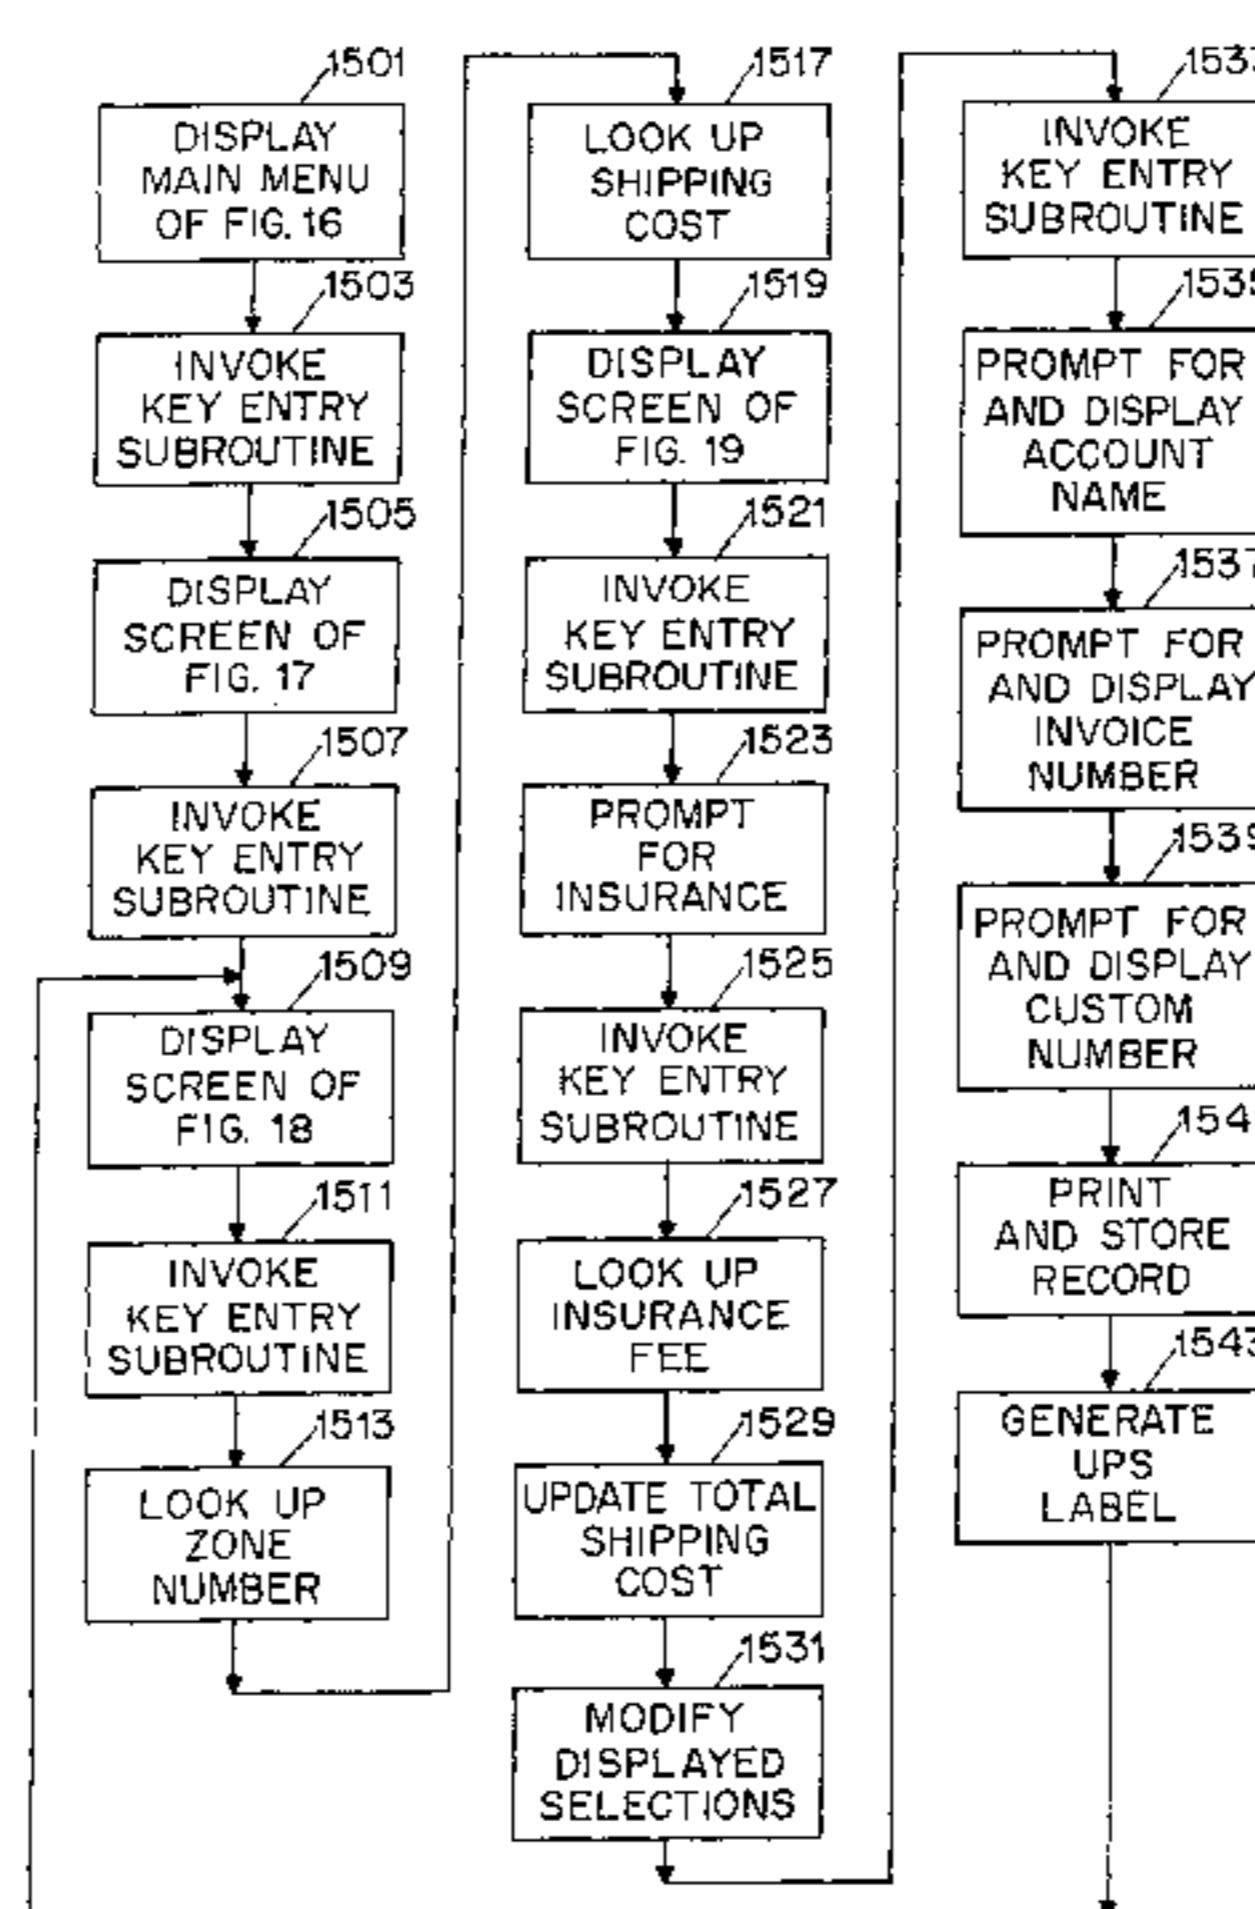 1501
DISPLAY
MAIN MENU
OF FIG. 16
1503
INVOKE
KEY ENTRY
SUBROUTINE
1505
DISPLAY
SCREEN OF
FIG. 17
1507
INVOKE
KEY ENTRY
SUBROUTINE
1509
DISPLAY
SCREEN OF
FIG. 18
1511
INVOKE
KEY ENTRY
SUBROUTINE
1513
LOOK UP
ZONE
NUMBER
1517
LOOK UP
SHIPPING
COST
1519
DISPLAY
SCREEN OF
FIG. 19
1521
INVOKE
KEY ENTRY
SUBROUTINE
1523
PROMPT
FOR
INSURANCE
1525
INVOKE
KEY ENTRY
SUBROUTINE
1527
LOOK UP
INSURANCE
FEE
1529
UPDATE TOTAL
SHIPPING
COST
1531
MODIFY
DISPLAYED
SELECTIONS
INVOKE
KEY ENTRY
SUBROUTINE
1535
PROMPT FOR
AND DISPLAY
ACCOUNT
NAME
1537
PROMPT FOR
AND DISPLAY
INVOICE
NUMBER
1539
PROMPT FOR
AND DISPLAY
CUSTOM
NUMBER
154
PRINT
AND STORE
RECORD
1543
GENERATE
UPS
LABEL